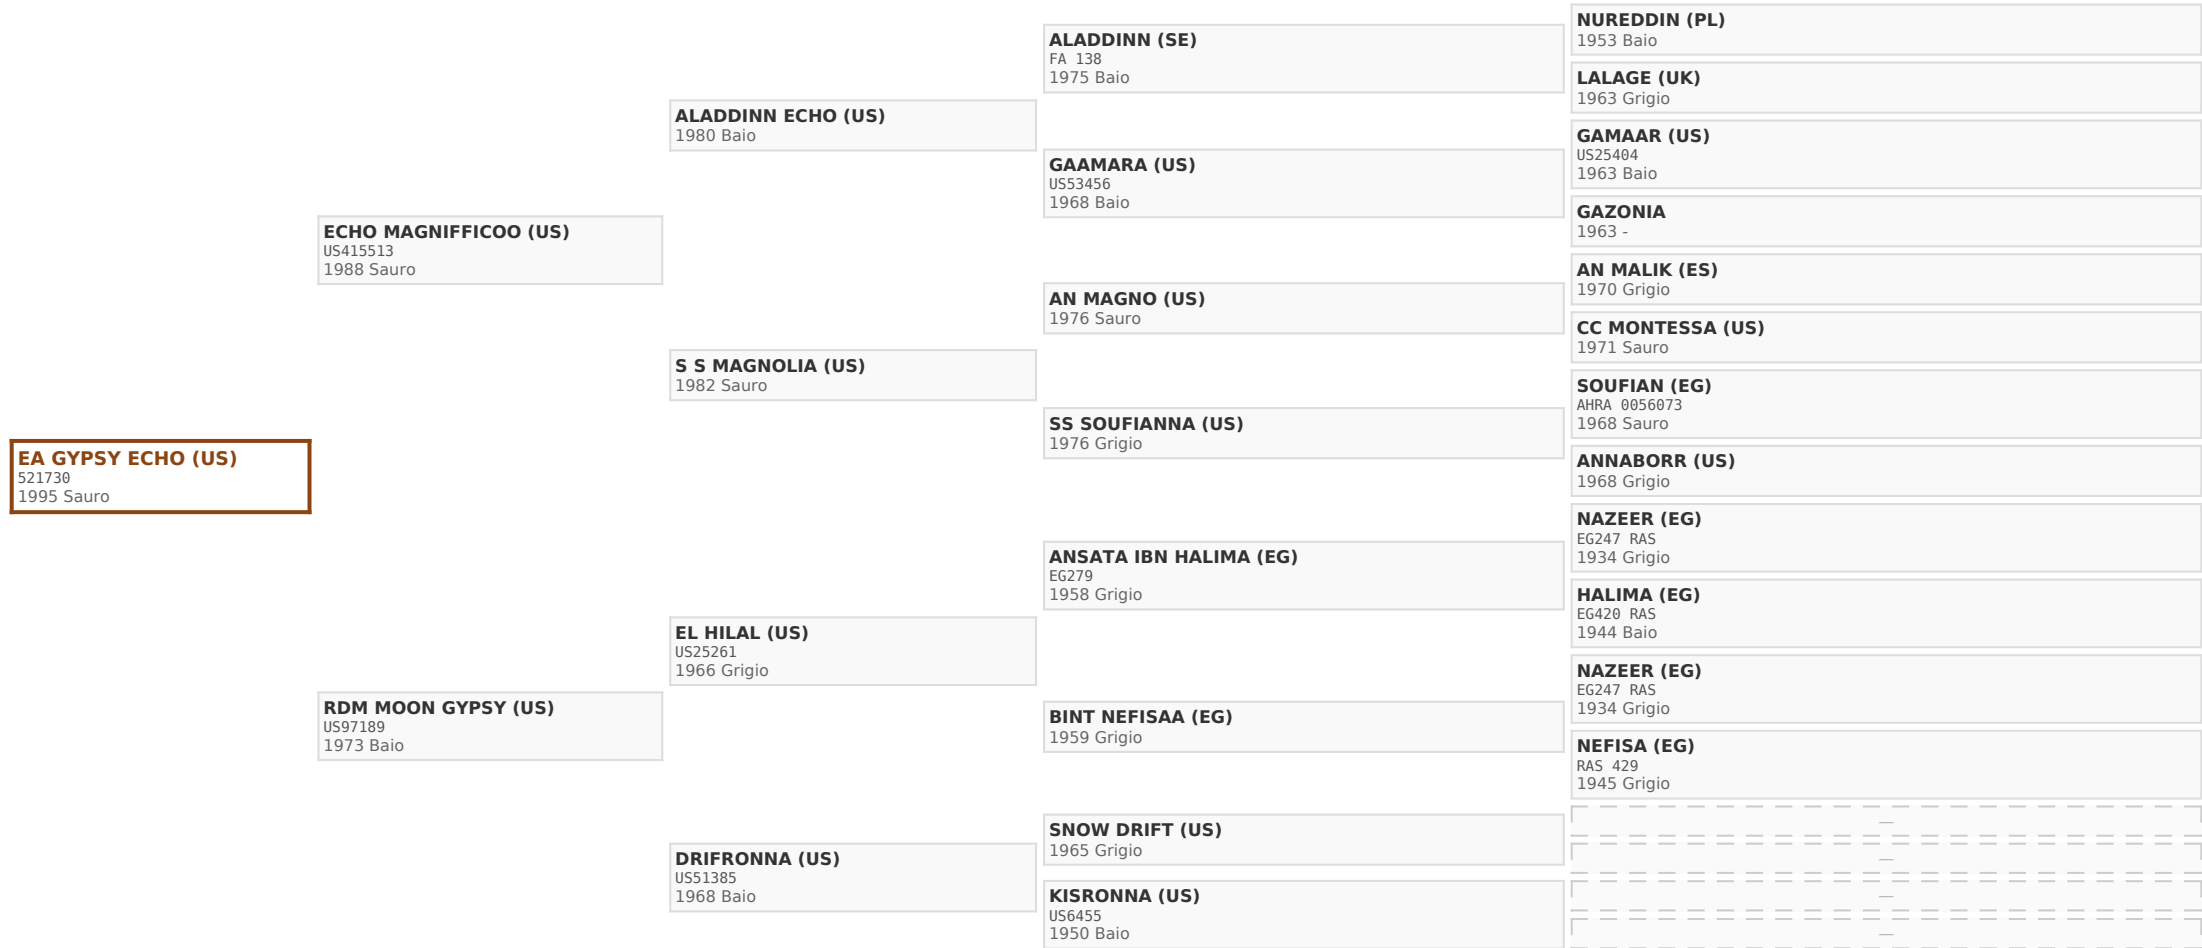 EA GYPSY ECHO (US)
521730
1995 Sauro
ECHO MAGNIFFICOO (US)
US415513
1988 Sauro
RDM MOON GYPSY (US)
US97189
1973 Baio
ALADDINN ECHO (US)
1980 Baio
S S MAGNOLIA (US)
1982 Sauro
EL HILAL (US)
US25261
1966 Grigio
DRIFRONNA (US)
US51385
1968 Baio
ALADDINN (SE)
FA 138
1975 Baio
GAAMARA (US)
US53456
1968 Baio
AN MAGNO (US)
1976 Sauro
SS SOUFIANNA (US)
1976 Grigio
ANSATA IBN HALIMA (EG)
EG279
1958 Grigio
BINT NEFISAA (EG)
1959 Grigio
SNOW DRIFT (US)
1965 Grigio
KISRONNA (US)
US6455
1950 Baio
NUREDDIN (PL)
1953 Baio
LALAGE (UK)
1963 Grigio
GAMAAR (US)
US25404
1963 Baio
GAZONIA
1963 -
AN MALIK (ES)
1970 Grigio
CC MONTESSA (US)
1971 Sauro
SOUFIAN (EG)
AHRA 0056073
1968 Sauro
ANNABORR (US)
1968 Grigio
NAZEER (EG)
EG247 RAS
1934 Grigio
HALIMA (EG)
EG420 RAS
1944 Baio
NAZEER (EG)
EG247 RAS
1934 Grigio
NEFISA (EG)
RAS 429
1945 Grigio
—
—
—
—